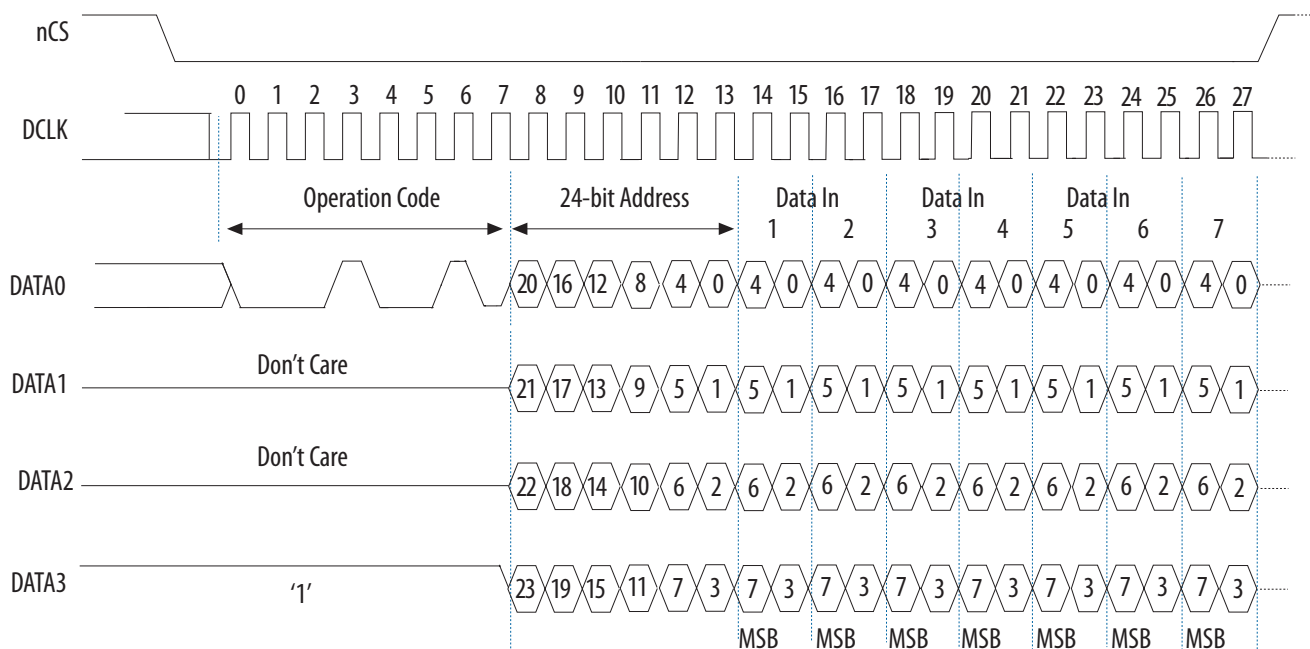 nCS
0 1 2 3 4 5 6 7 8 9 10 11 12 13 14 15 16 17 18 19 20 21 22 23 24 25 26 27
DCLK
Operation Code 24-bit Address Data In Data In Data In
1 2 3 4 5 6 7
DATA0 20 16 12 8 4 0 4 0 4 0 4 0 4 0 4 0 4 0 4 0
Don't Care
DATA1 21 17 13 9 5 1 5 1 5 1 5 1 5 1 5 1 5 1 5 1
Don't Care
DATA2 22 18 14 10 6 2 6 2 6 2 6 2 6 2 6 2 6 2 6 2
DATA3 '1' 23 19 15 11 7 3 7 3 7 3 7 3 7 3 7 3 7 3 7 3
MSB MSB MSB MSB MSB MSB MSB